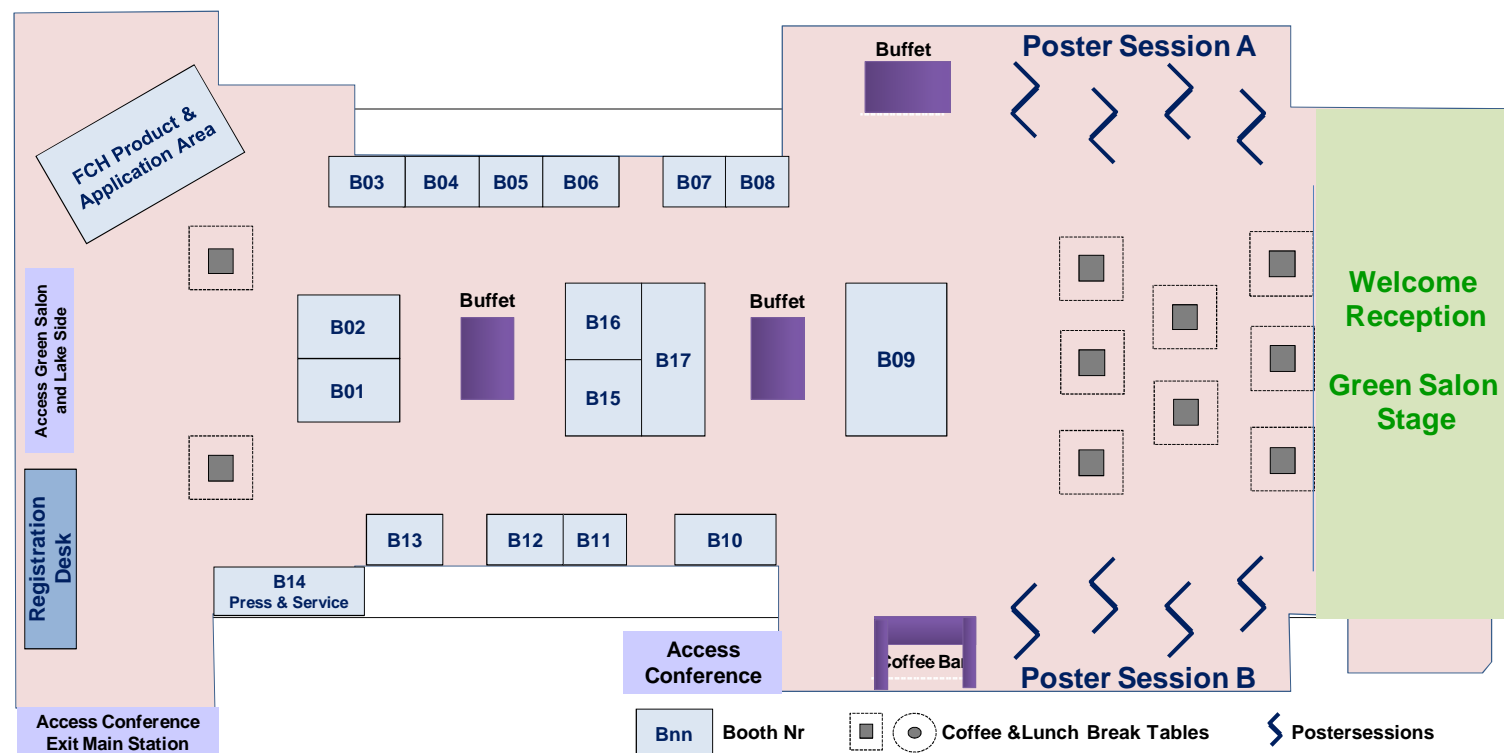 Buffet
Poster Session A
FCH Product &
Application Area
B03
B04
B05
B06
B07
B08
Access Green Salon
and Lake Side
B02
B01
Buffet
B16
B15
B17
Buffet
B09
Welcome
Reception
Green Salon
Stage
Registration
Desk
B13
B12
B11
B10
B14
Press & Service
Access
Conference
Coffee Bar
Poster Session B
Access Conference
Exit Main Station
Bnn
Booth Nr
Coffee &Lunch Break Tables
Postersessions